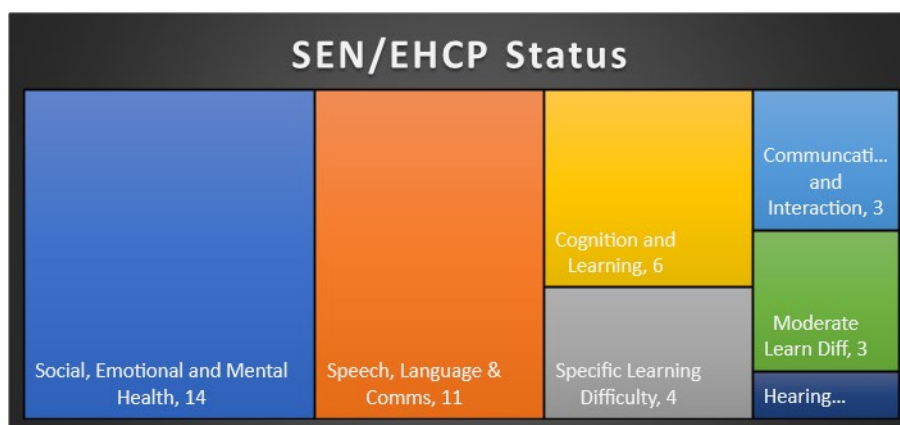 SEN/EHCP Status
Social, Emotional and Mental
Health, 14
Speech, Language &
Comms, 11
Cognition and
Learning, 6
Specific Learning
Difficulty, 4
Communcati...
and
Interaction, 3
Moderate
Learn Diff, 3
Hearing...